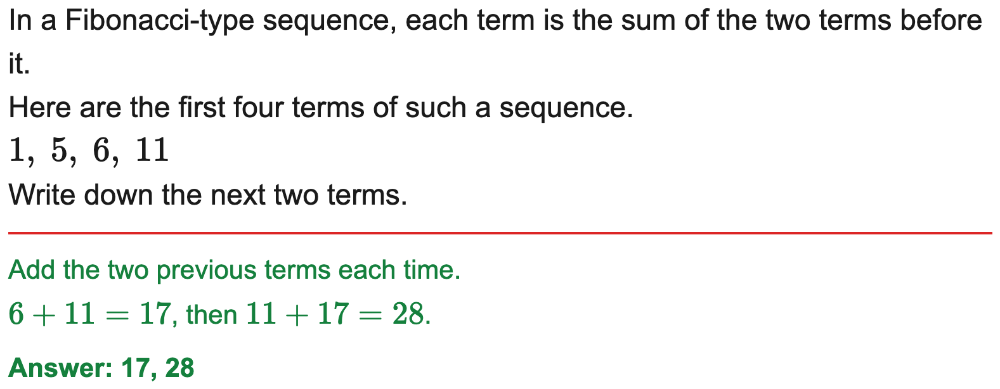 In a Fibonacci-type sequence, each term is the sum of the two terms before
it.
Here are the first four terms of such a sequence.
1, 5, 6, 11
Write down the next two terms.
Add the two previous terms each time.
6 + 11 = 17, then 11 + 17 = 28.
Answer: 17, 28